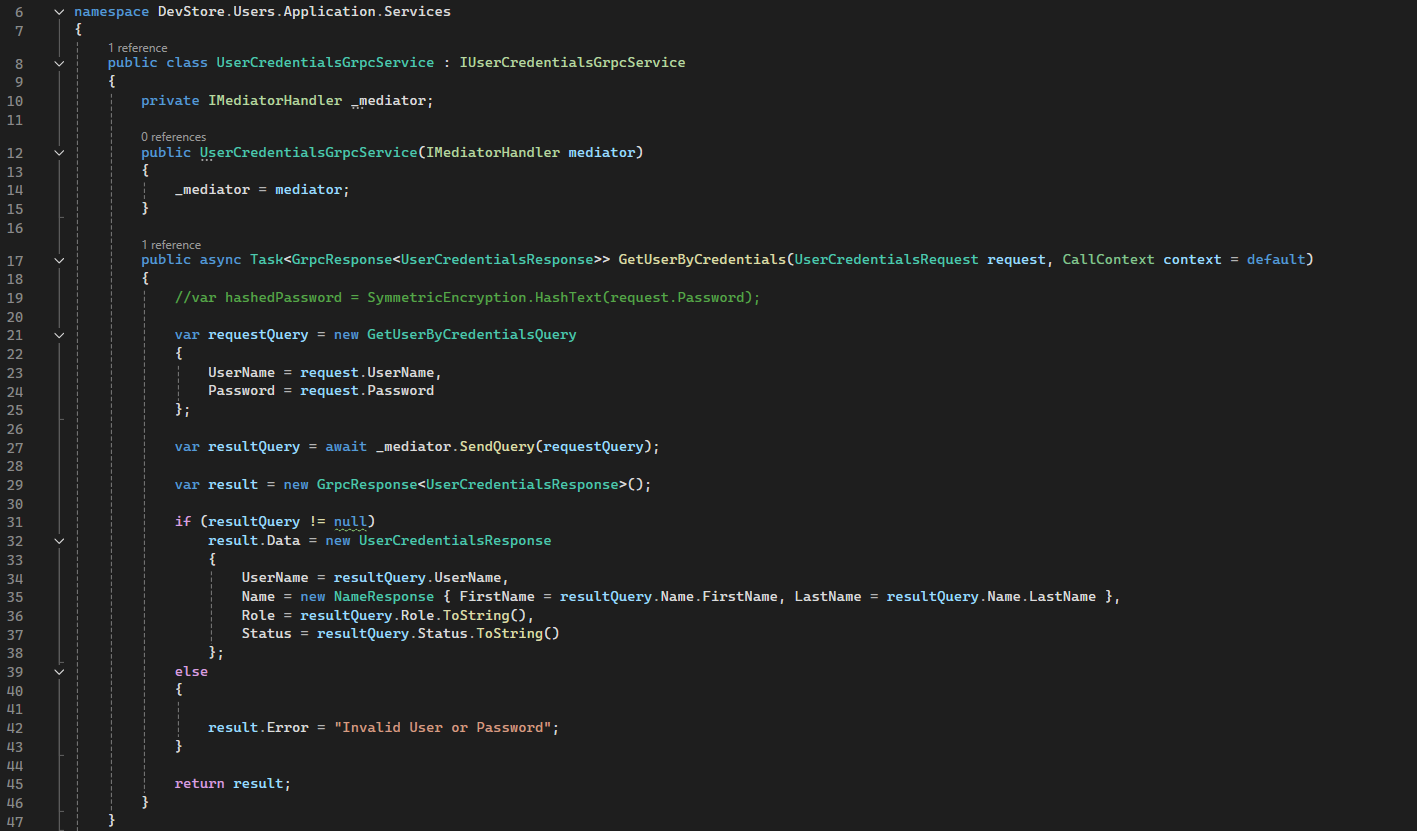 6 namespace DevStore.Users.Application.Services
7 {
1 reference
8 public class UserCredentialsGrpcService : IUserCredentialsGrpcService
9 {
10 private IMediatorHandler _mediator;
11
0 references
12 public UserCredentialsGrpcService(IMediatorHandler mediator)
13 {
14 _mediator = mediator;
15 }
16
1 reference
17 public async Task<GrpcResponse<UserCredentialsResponse>> GetUserByCredentials(UserCredentialsRequest request, CallContext context = default)
18 {
19 //var hashedPassword = SymmetricEncryption.HashText(request.Password);
20
21 var requestQuery = new GetUserByCredentialsQuery
22 {
23 UserName = request.UserName,
24 Password = request.Password
25 };
26
27 var resultQuery = await _mediator.SendQuery(requestQuery);
28
29 var result = new GrpcResponse<UserCredentialsResponse>();
30
31 if (resultQuery != null)
32 result.Data = new UserCredentialsResponse
33 {
34 UserName = resultQuery.UserName,
35 Name = new NameResponse { FirstName = resultQuery.Name.FirstName, LastName = resultQuery.Name.LastName },
36 Role = resultQuery.Role.ToString(),
37 Status = resultQuery.Status.ToString()
38 };
39 else
40 {
41
42 result.Error = "Invalid User or Password";
43 }
44
45 return result;
46 }
47 }